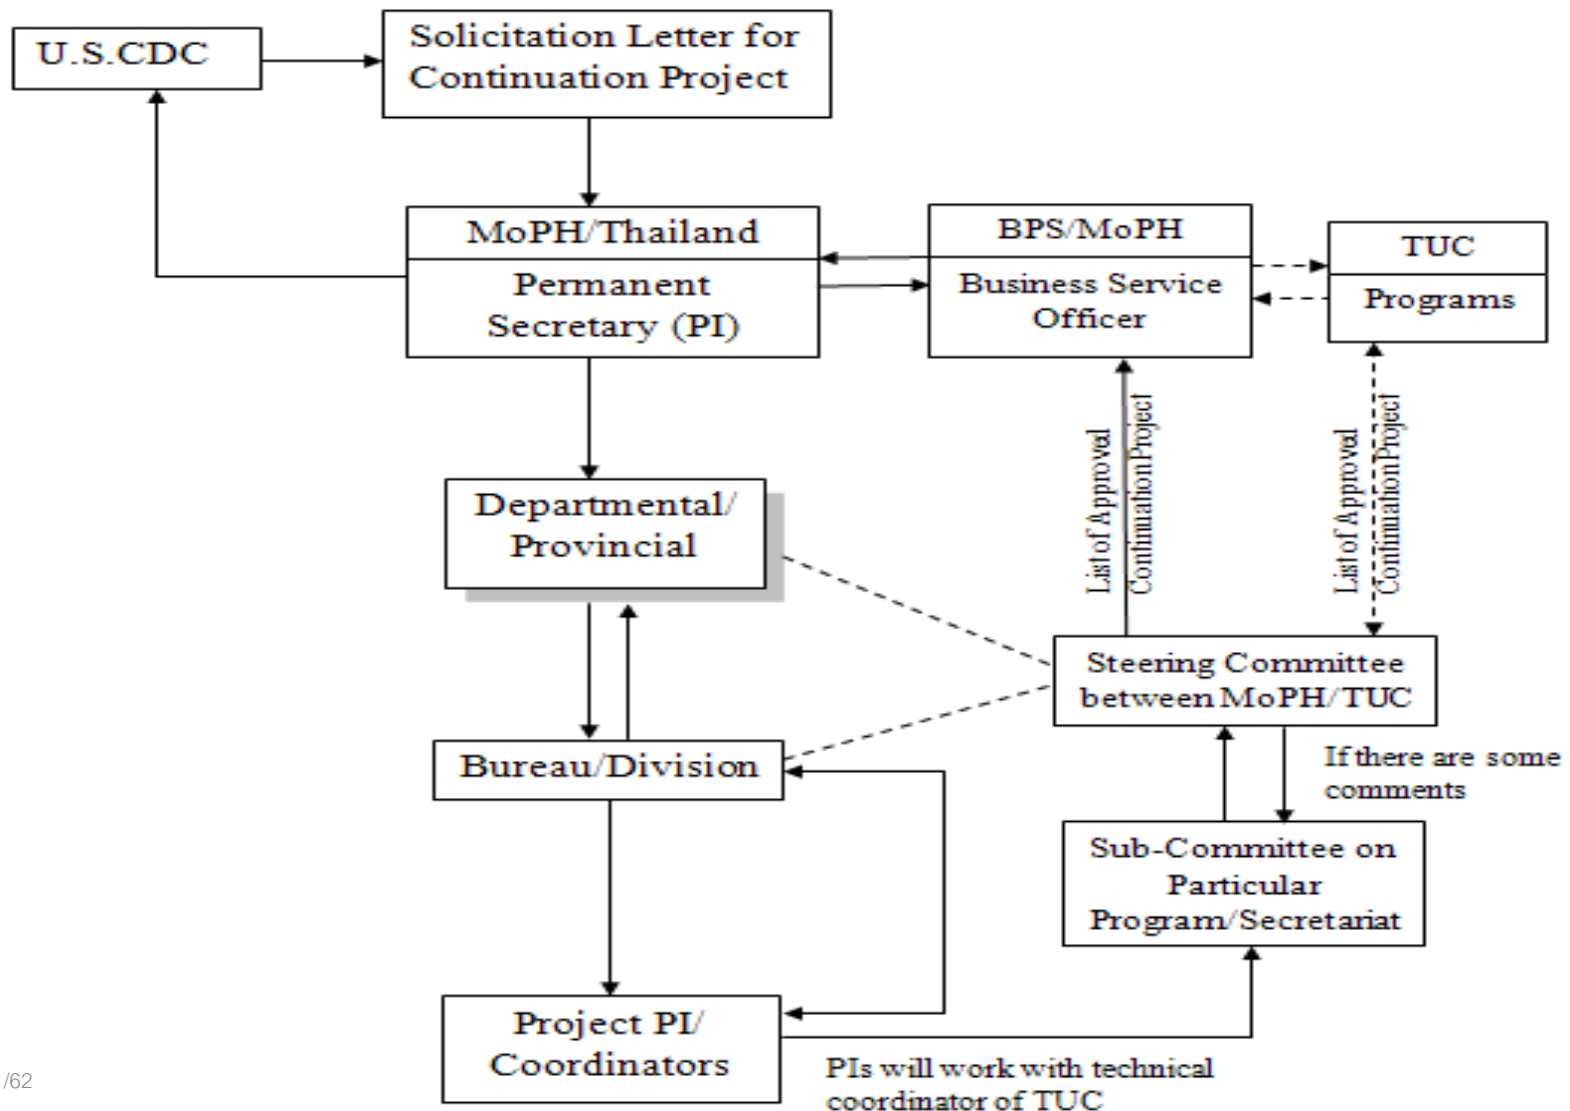 U.S.CDC
Solicitation Letter for
Continuation Project
MoPH/Thailand
Permanent
Secretary (PI)
BPS/MoPH
Business Service
Officer
TUC
Programs
List of Approved
Continuation Project
List of Approved
Continuation Project
Departmental/
Provincial
Steering Committee
between MoPH/TUC
Bureau/Division
If there are some
comments
Sub-Committee on
Particular
Program/Secretariat
Project PI/
Coordinators
PIs will work with technical
coordinator of TUC
/62